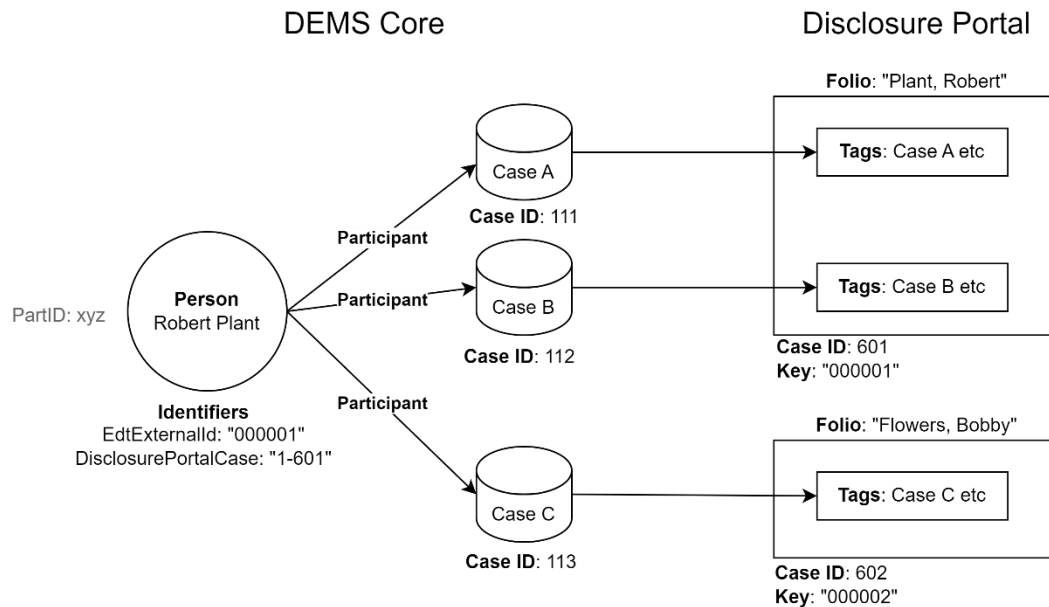 DEMS Core
Disclosure Portal
Folio: "Plant, Robert"
Case A
Tags: Case A etc
Case ID: 111
Participant
Person
Robert Plant
PartID: xyz
Participant
Case B
Tags: Case B etc
Case ID: 112
Case ID: 601
Key: "000001"
Participant
Identifiers
EdtExternalId: "000001"
DisclosurePortalCase: "1-601"
Folio: "Flowers, Bobby"
Case C
Tags: Case C etc
Case ID: 113
Case ID: 602
Key: "000002"